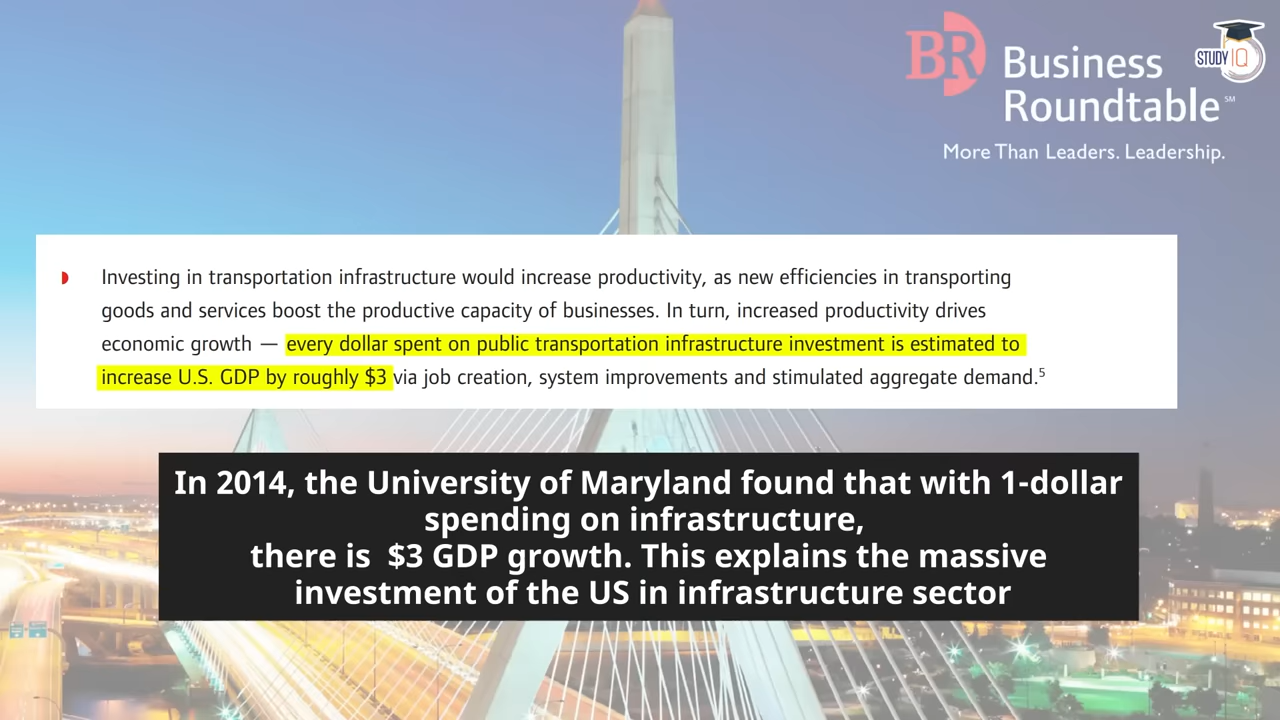 BR Business
Roundtable℠
More Than Leaders. Leadership.
STUDY IQ
Investing in transportation infrastructure would increase productivity, as new efficiencies in transporting
goods and services boost the productive capacity of businesses. In turn, increased productivity drives
economic growth — every dollar spent on public transportation infrastructure investment is estimated to
increase U.S. GDP by roughly $3 via job creation, system improvements and stimulated aggregate demand.5
In 2014, the University of Maryland found that with 1-dollar
spending on infrastructure,
there is $3 GDP growth. This explains the massive
investment of the US in infrastructure sector